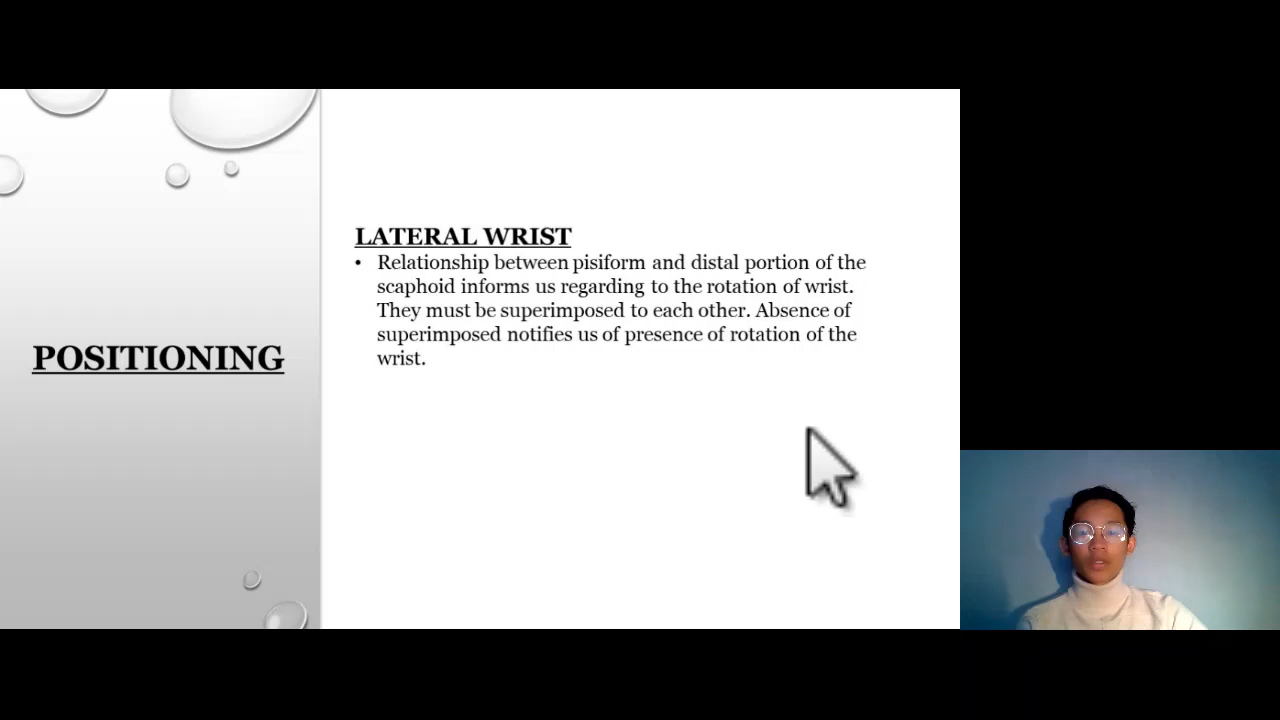 POSITIONING
LATERAL WRIST
• Relationship between pisiform and distal portion of the
scaphoid informs us regarding to the rotation of wrist.
They must be superimposed to each other. Absence of
superimposed notifies us of presence of rotation of the
wrist.